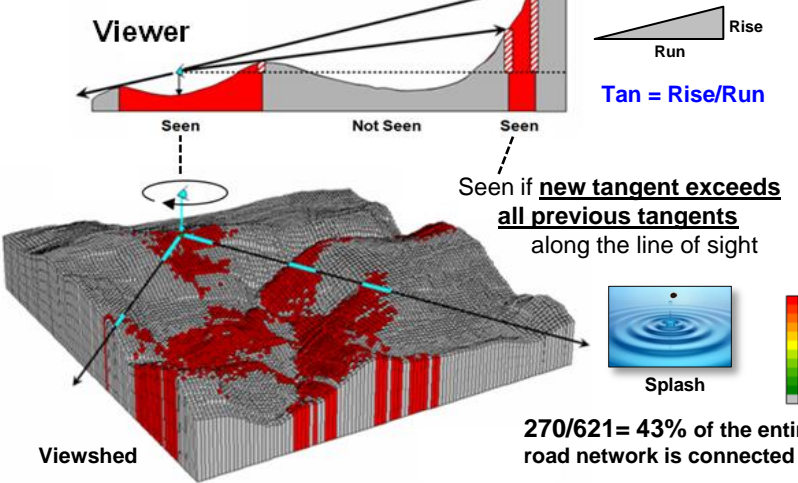 Viewer
Rise
Run
Tan = Rise/Run
Seen
Not Seen
Seen
Seen if new tangent exceeds
all previous tangents
along the line of sight
Splash
270/621= 43% of the
road network is connected
Viewshed